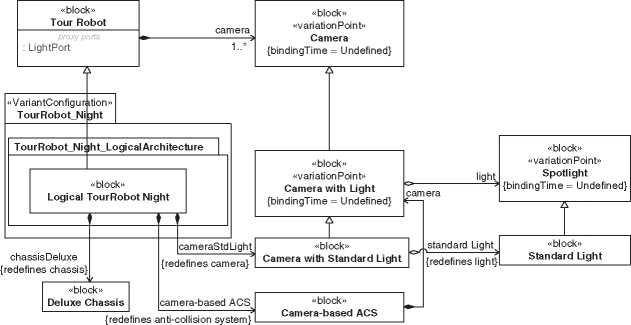 «block»
Tour Robot
proxy ports
: LightPort
camera
1..*
«block»
«variationPoint»
Camera
{bindingTime = Undefined}
«VariantConfiguration»
TourRobot_Night
TourRobot_Night_LogicalArchitecture
«block»
Logical TourRobot Night
«block»
«variationPoint»
Camera with Light
{bindingTime = Undefined}
light
camera
«block»
«variationPoint»
Spotlight
{bindingTime = Undefined}
cameraStdLight
{redefines camera}
«block»
Camera with Standard Light
standard Light
{redefines light}
«block»
Standard Light
chassisDeluxe
{redefines chassis}
«block»
Deluxe Chassis
camera-based ACS
{redefines anti-collision system}
«block»
Camera-based ACS